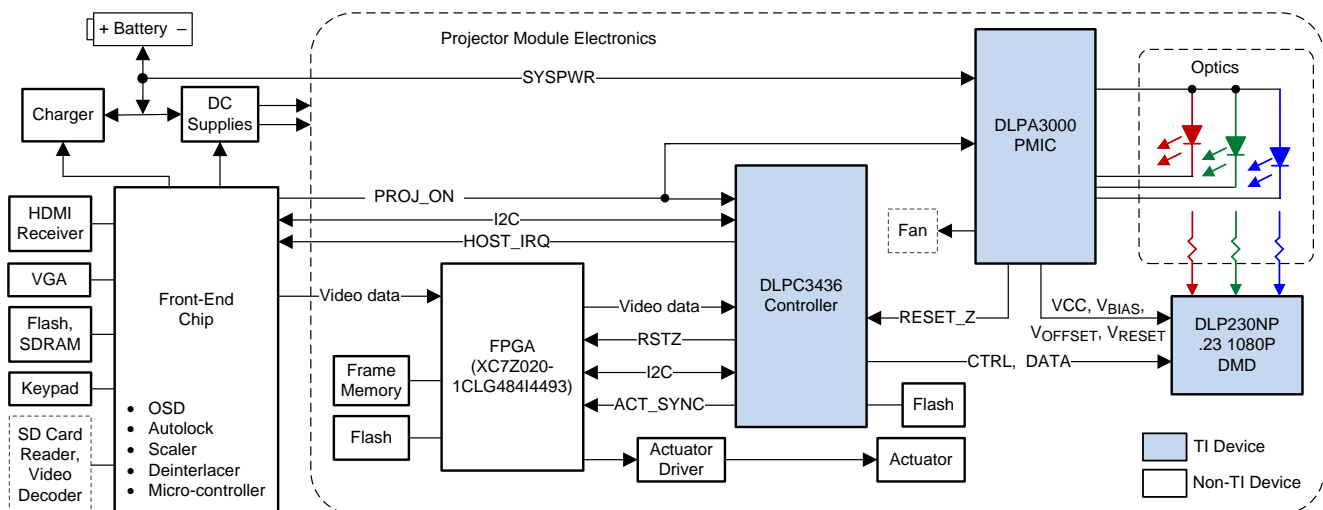 + Battery –
Projector Module Electronics
SYSPWR
Optics
Charger
DC
Supplies
DLPA3000
PMIC
PROJ_ON
I2C
HOST_IRQ
HDMI
Receiver
VGA
Flash,
SDRAM
Keypad
SD Card
Reader,
Video
Decoder
Front-End
Chip
• OSD
• Autolock
• Scaler
• Deinterlacer
• Micro-controller
Video data
FPGA
(XC7Z020-
1CLG484I4493)
Frame
Memory
Flash
Video data
RSTZ
I2C
ACT_SYNC
Actuator
Driver
Actuator
DLPC3436
Controller
Fan
RESET_Z
VCC, VBIAS,
VOFFSET, VRESET
CTRL, DATA
Flash
DLP230NP
.23 1080P
DMD
TI Device
Non-TI Device